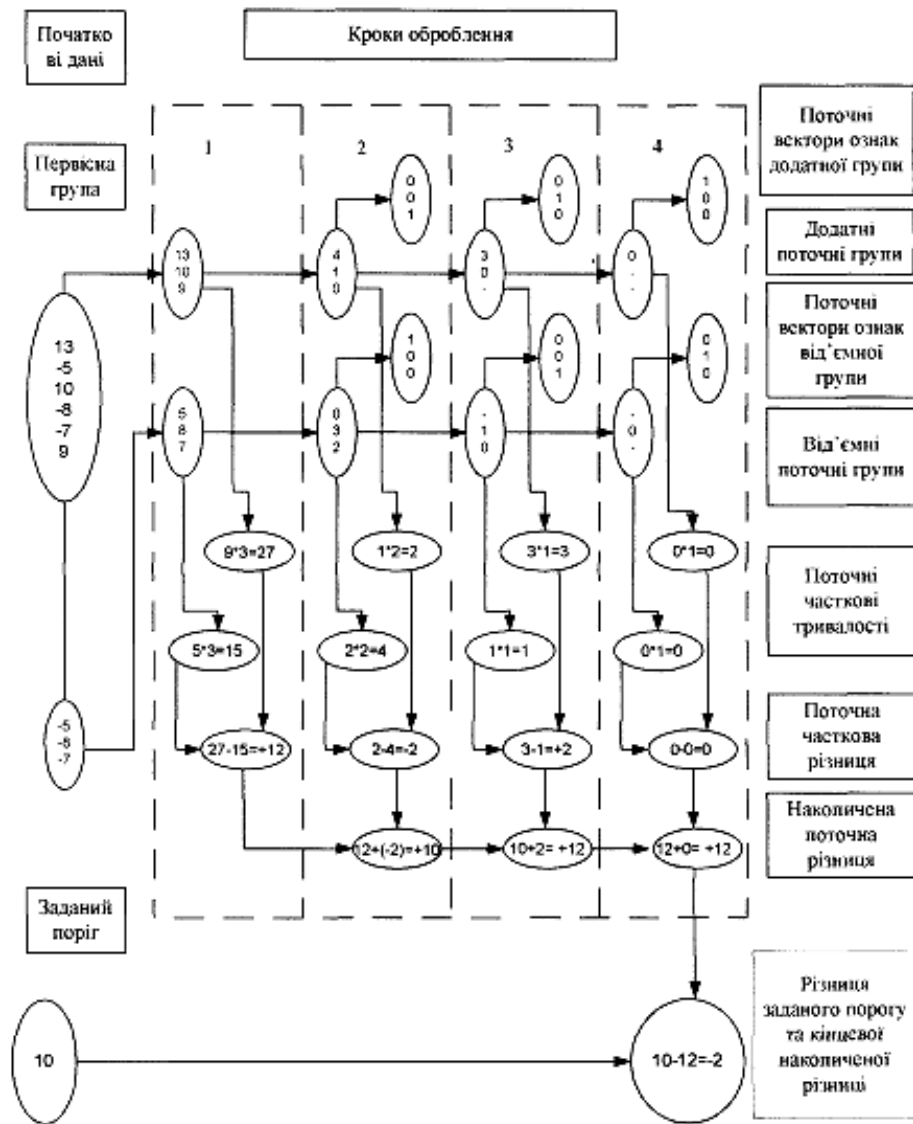 Початко
ві дані
Кроки оброблення
Первісна
група
1
2
3
4
Поточні
вектори ознак
додатної групи
Додатні
поточні групи
Поточні
вектори ознак
від’ємної
групи
Від’ємні
поточні групи
Поточні
часткові
тривалості
Поточна
часткова
різниця
Накопичена
поточна
різниця
0
0
1
0
1
0
1
0
0
13
10
9
4
1
0
3
0
-
0
-
-
13
-5
10
-8
-7
9
1
0
0
0
0
1
0
1
0
5
8
7
0
3
2
-
1
0
-
0
-
9*3=27
1*2=2
3*1=3
0*1=0
5*3=15
2*2=4
1*1=1
0*1=0
-5
-8
-7
27-15=+12
2-4=-2
3-1=+2
0-0=0
12+(-2)=+10
10+2= +12
12+0= +12
Заданий
поріг
10
10-12=-2
Різниця
заданого порогу
та кінцевої
накопиченої
різниці